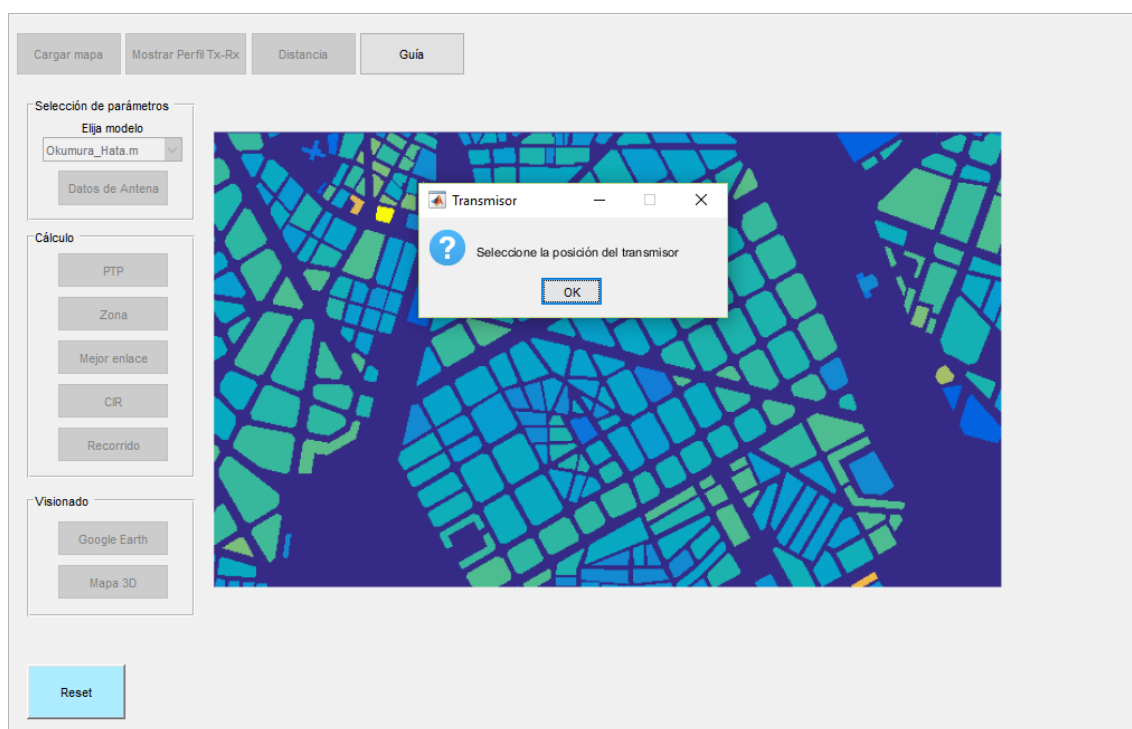 Cargar mapa
Mostrar Perfil Tx-Rx
Distancia
Guía
Selección de parámetros
Elija modelo
Okumura_Hata.m
Datos de Antena
Cálculo
PTP
Zona
Mejor enlace
CIR
Recorrido
Visionado
Google Earth
Mapa 3D
Reset
Transmisor
Seleccione la posición del transmisor
OK